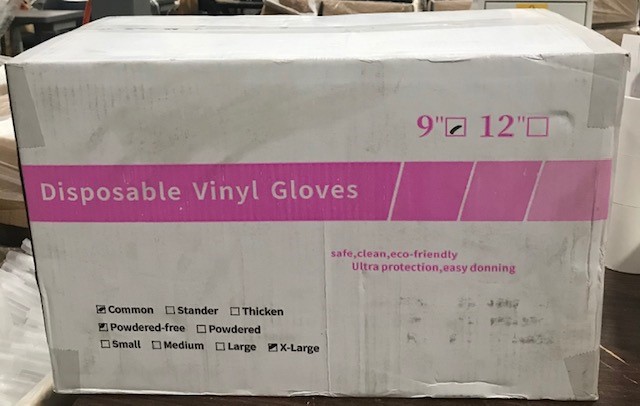 9"☑ 12"☐
Disposable Vinyl Gloves
safe,clean,eco-friendly
Ultra protection,easy donning
☑Common ☐Stander ☐Thicken
☑Powdered-free ☐Powdered
☐Small ☐Medium ☐Large ☑X-Large